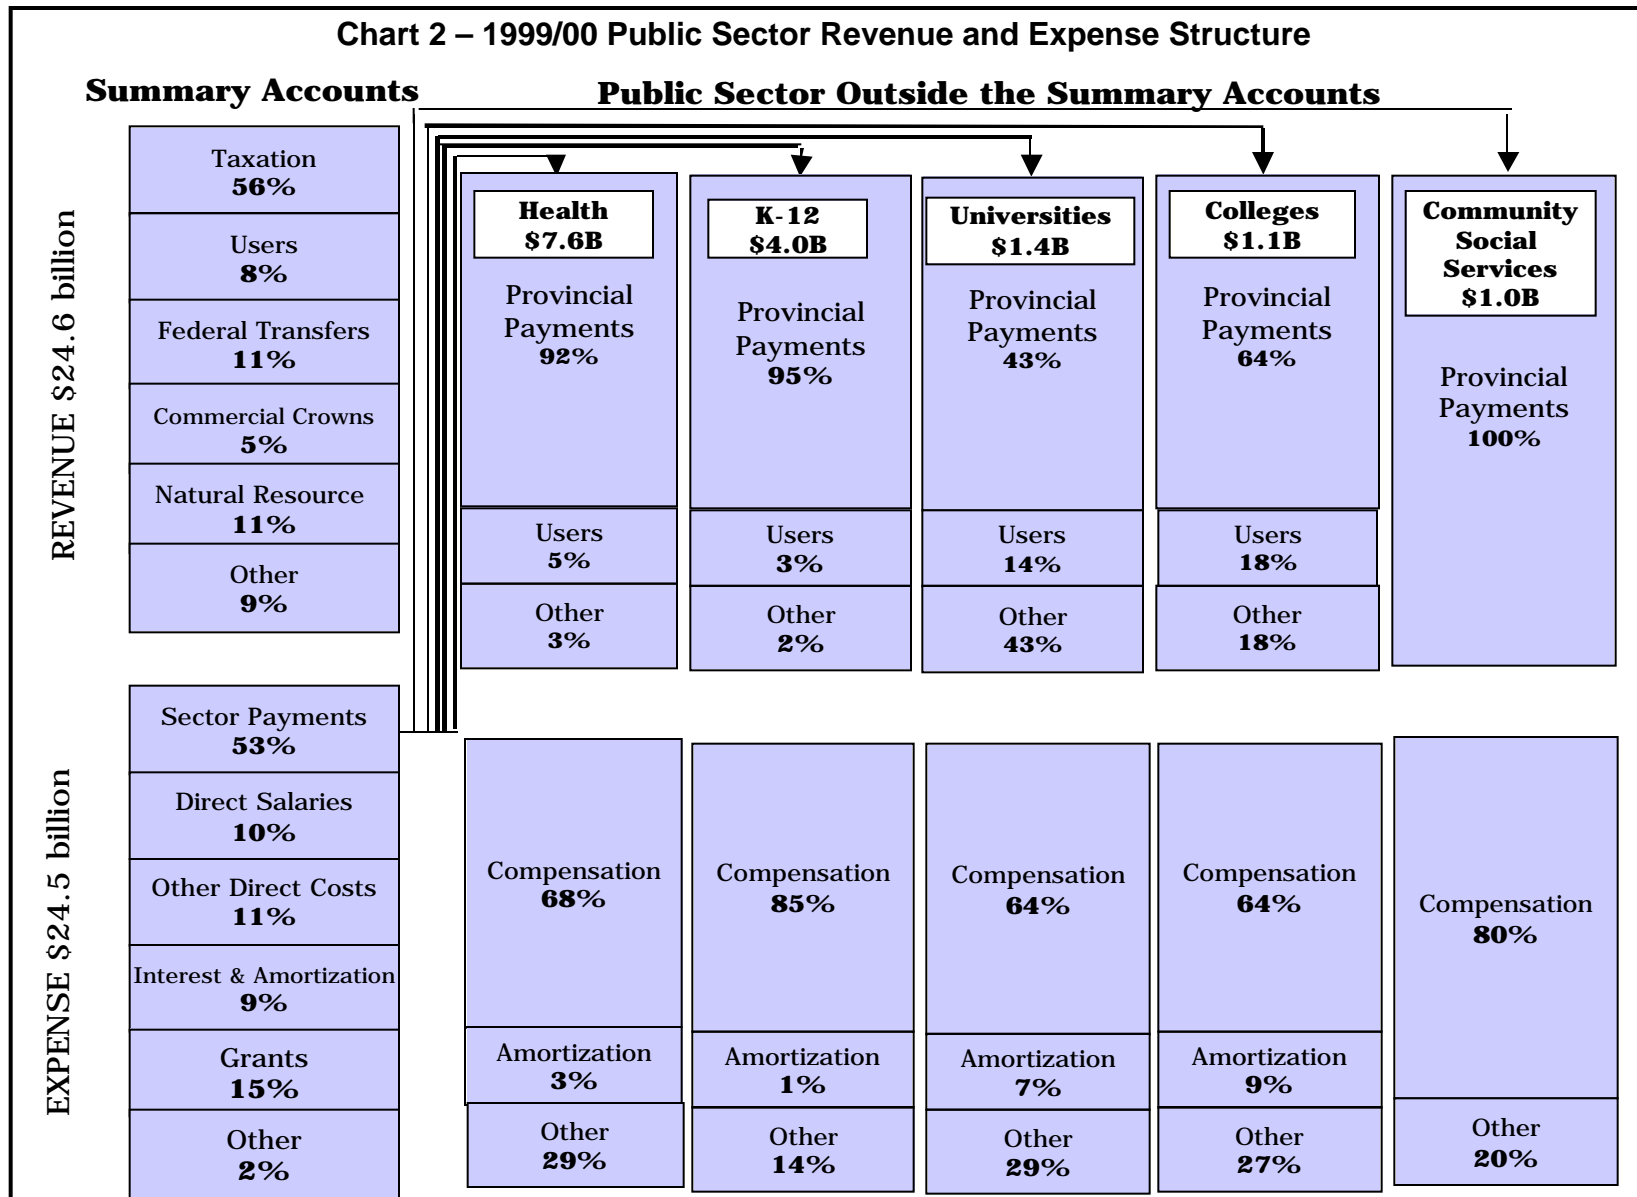 Chart 2 – 1999/00 Public Sector Revenue and Expense Structure
Summary Accounts
Public Sector Outside the Summary Accounts
REVENUE $24.6 billion
Taxation
56%
Users
8%
Federal Transfers
11%
Commercial Crowns
5%
Natural Resource
11%
Other
9%
Health
$7.6B
Provincial
Payments
92%
Users
5%
Other
3%
K-12
$4.0B
Provincial
Payments
95%
Users
3%
Other
2%
Universities
$1.4B
Provincial
Payments
43%
Users
14%
Other
43%
Colleges
$1.1B
Provincial
Payments
64%
Users
18%
Other
18%
Community
Social
Services
$1.0B
Provincial
Payments
100%
EXPENSE $24.5 billion
Sector Payments
53%
Direct Salaries
10%
Other Direct Costs
11%
Interest & Amortization
9%
Grants
15%
Other
2%
Compensation
68%
Amortization
3%
Other
29%
Compensation
85%
Amortization
1%
Other
14%
Compensation
64%
Amortization
7%
Other
29%
Compensation
64%
Amortization
9%
Other
27%
Compensation
80%
Other
20%